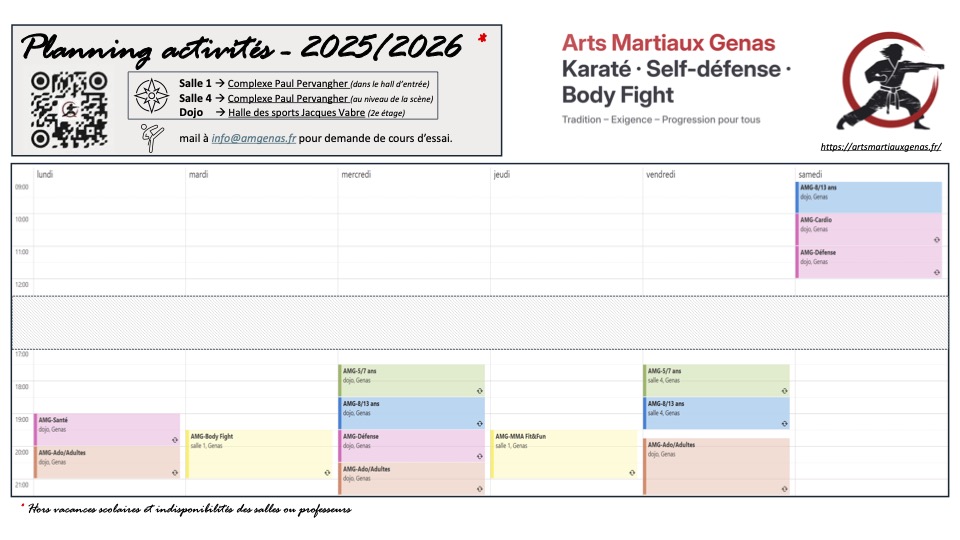 Planning activités - 2025/2026 *
Salle 1 → Complexe Paul Pervangher (dans le hall d'entrée)
Salle 4 → Complexe Paul Pervangher (au niveau de la scène)
Dojo → Halle des sports Jacques Vabre (2e étage)
mail à info@amgenas.fr pour demande de cours d'essai.
Arts Martiaux Genas
Karaté · Self-défense ·
Body Fight
Tradition – Exigence – Progression pour tous
https://artsmartiauxgenas.fr/
lundi mardi mercredi jeudi vendredi samedi
09:00
AMG-8/13 ans
dojo, Genas
10:00
AMG-Cardio
dojo, Genas
11:00
AMG-Défense
dojo, Genas
12:00
17:00
AMG-5/7 ans
dojo, Genas
AMG-5/7 ans
salle 4, Genas
18:00
AMG-8/13 ans
dojo, Genas
AMG-8/13 ans
salle 4, Genas
19:00
AMG-Santé
dojo, Genas
AMG-Body Fight
salle 1, Genas
AMG-Défense
dojo, Genas
AMG-MMA Fit&Fun
salle 1, Genas
AMG-Ado/Adultes
dojo, Genas
20:00
AMG-Ado/Adultes
dojo, Genas
AMG-Ado/Adultes
dojo, Genas
21:00
* Hors vacances scolaires et indisponibilités des salles ou professeurs